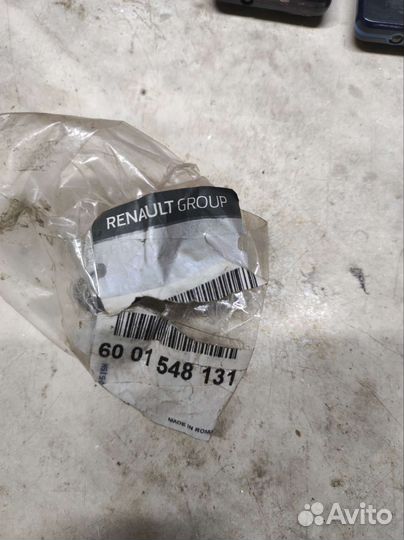 RENAULT GROUP
60 01 548 131
MADE IN ROM
Avito